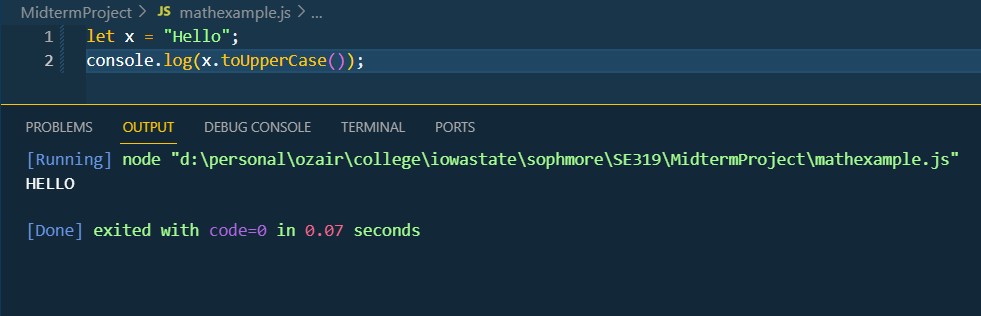 MidtermProject > JS mathexample.js > ...
1 let x = "Hello";
2 console.log(x.toUpperCase());
PROBLEMS OUTPUT DEBUG CONSOLE TERMINAL PORTS
[Running] node "d:\personal\ozair\college\iowastate\sophmore\SE319\MidtermProject\mathexample.js"
HELLO
[Done] exited with code=0 in 0.07 seconds